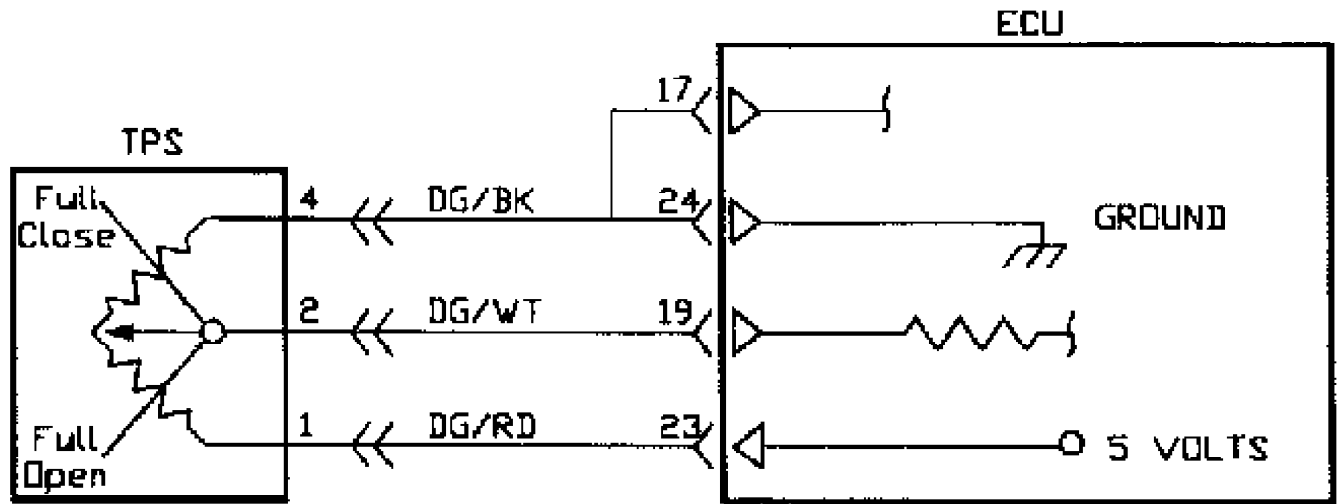 ECU
TPS
17
Full
Close
4
DG/BK
24
GROUND
2
DG/WT
19
Full
Open
1
DG/RD
23
5 VOLTS